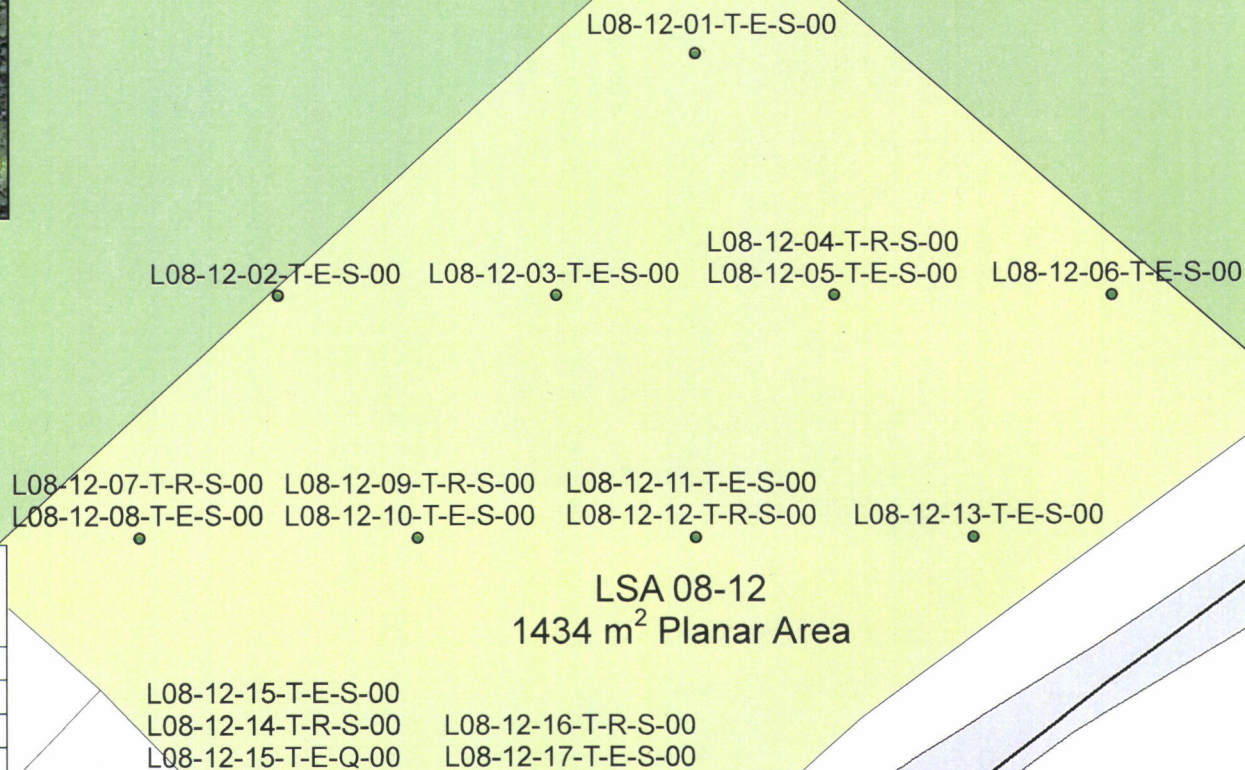 L08-12-01-T-E-S-00
L08-12-04-T-R-S-00
L08-12-02-T-E-S-00
L08-12-03-T-E-S-00
L08-12-05-T-E-S-00
L08-12-06-T-E-S-00
L08-12-07-T-R-S-00
L08-12-08-T-E-S-00
L08-12-09-T-R-S-00
L08-12-10-T-E-S-00
L08-12-11-T-E-S-00
L08-12-12-T-R-S-00
L08-12-13-T-E-S-00
LSA 08-12
1434 m² Planar Area
L08-12-15-T-E-S-00
L08-12-14-T-R-S-00
L08-12-15-T-E-Q-00
L08-12-16-T-R-S-00
L08-12-17-T-E-S-00